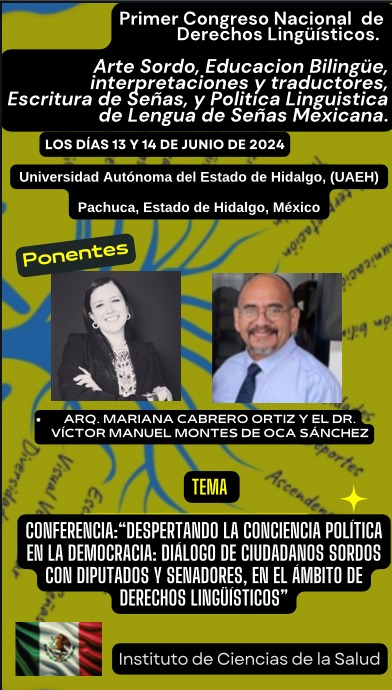 Primer Congreso Nacional de
Derechos Lingüísticos.
Arte Sordo, Educacion Bilingüe,
interpretaciones y traductores,
Escritura de Señas, y Politica Linguistica
de Lengua de Señas Mexicana.
LOS DÍAS 13 Y 14 DE JUNIO DE 2024
Universidad Autónoma del Estado de Hidalgo, (UAEH)
Pachuca, Estado de Hidalgo, México
Ponentes
• ARQ. MARIANA CABRERO ORTIZ Y EL DR.
VÍCTOR MANUEL MONTES DE OCA SÁNCHEZ
TEMA
CONFERENCIA:“DESPERTANDO LA CONCIENCIA POLÍTICA
EN LA DEMOCRACIA: DIÁLOGO DE CIUDADANOS SORDOS
CON DIPUTADOS Y SENADORES, EN EL ÁMBITO DE
DERECHOS LINGÜÍSTICOS”
Instituto de Ciencias de la Salud